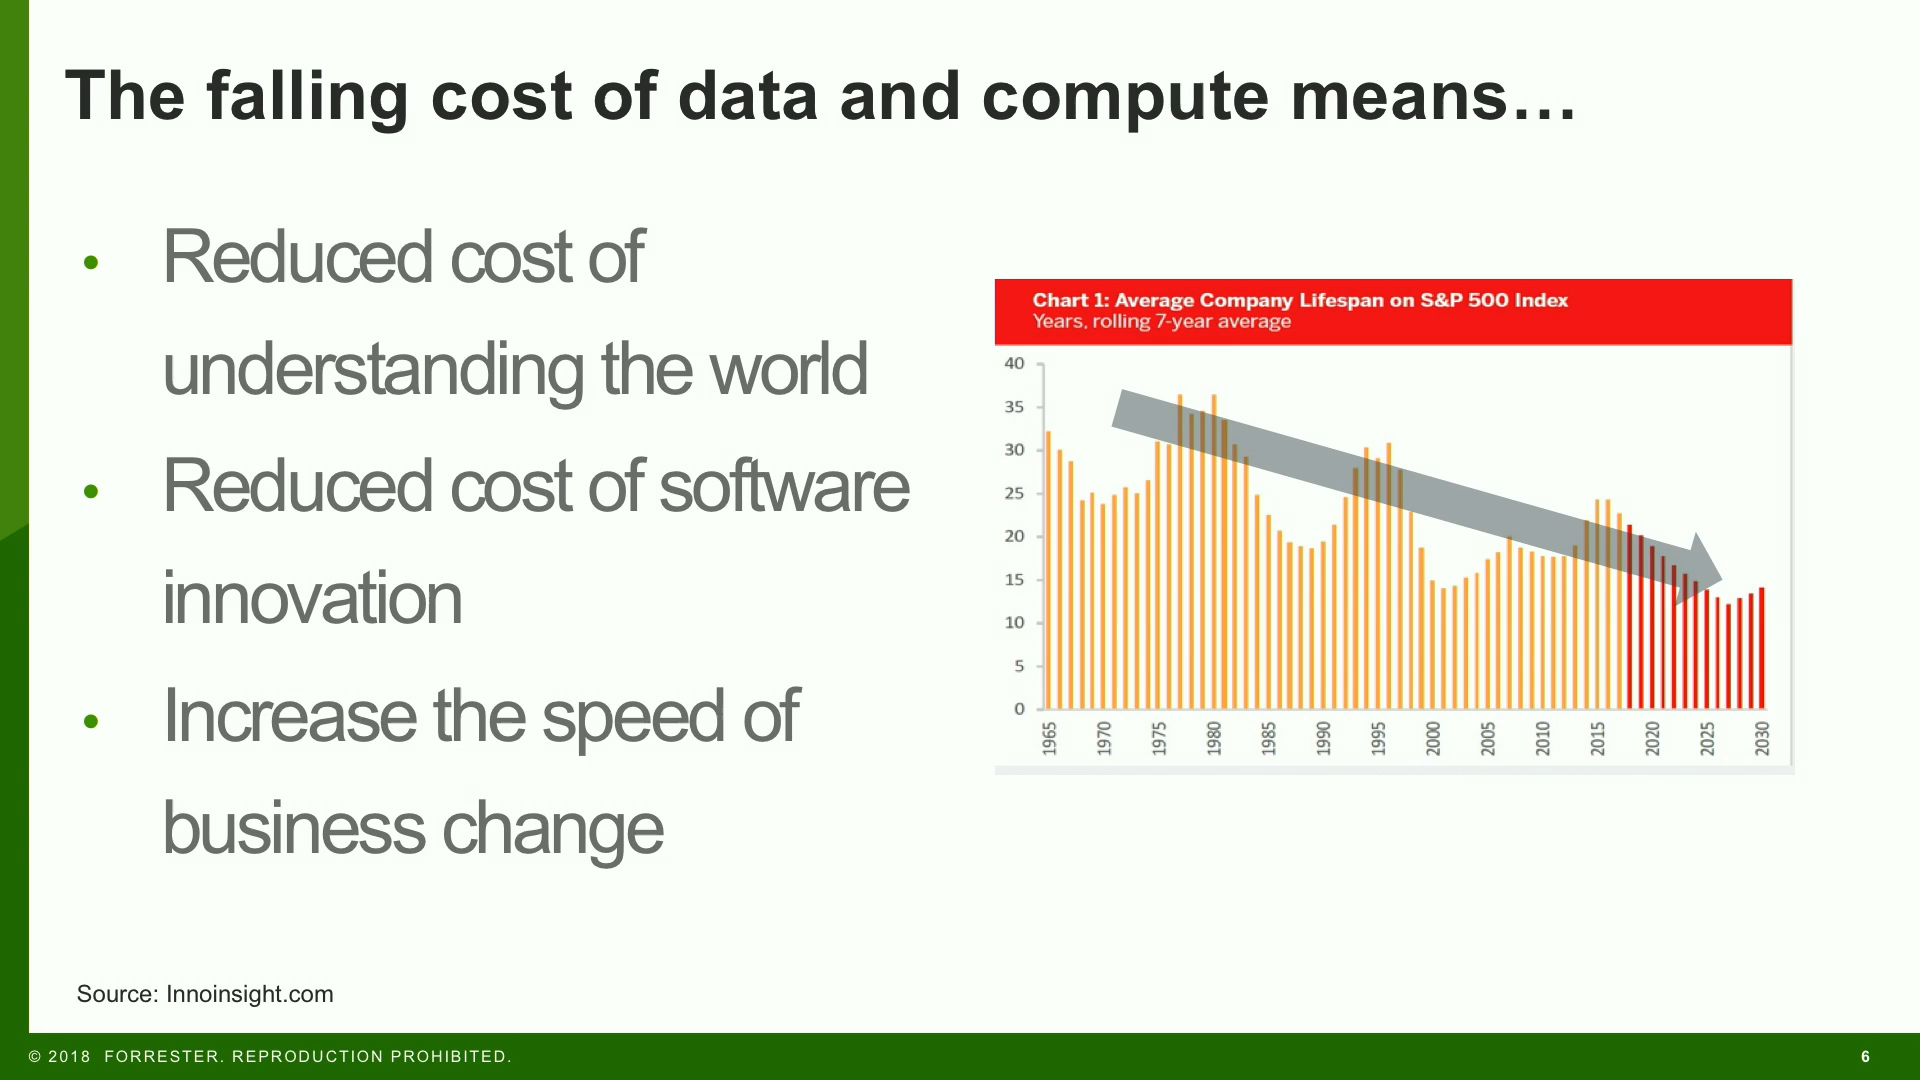 The falling cost of data and compute means…
• Reduced cost of
understanding the world
• Reduced cost of software
innovation
• Increase the speed of
business change
Chart 1: Average Company Lifespan on S&P 500 Index
Years, rolling 7-year average
40
35
30
25
20
15
10
5
0
1965 1970 1975 1980 1985 1990 1995 2000 2005 2010 2015 2020 2025 2030
Source: Innoinsight.com
© 2018 FORRESTER. REPRODUCTION PROHIBITED.
6